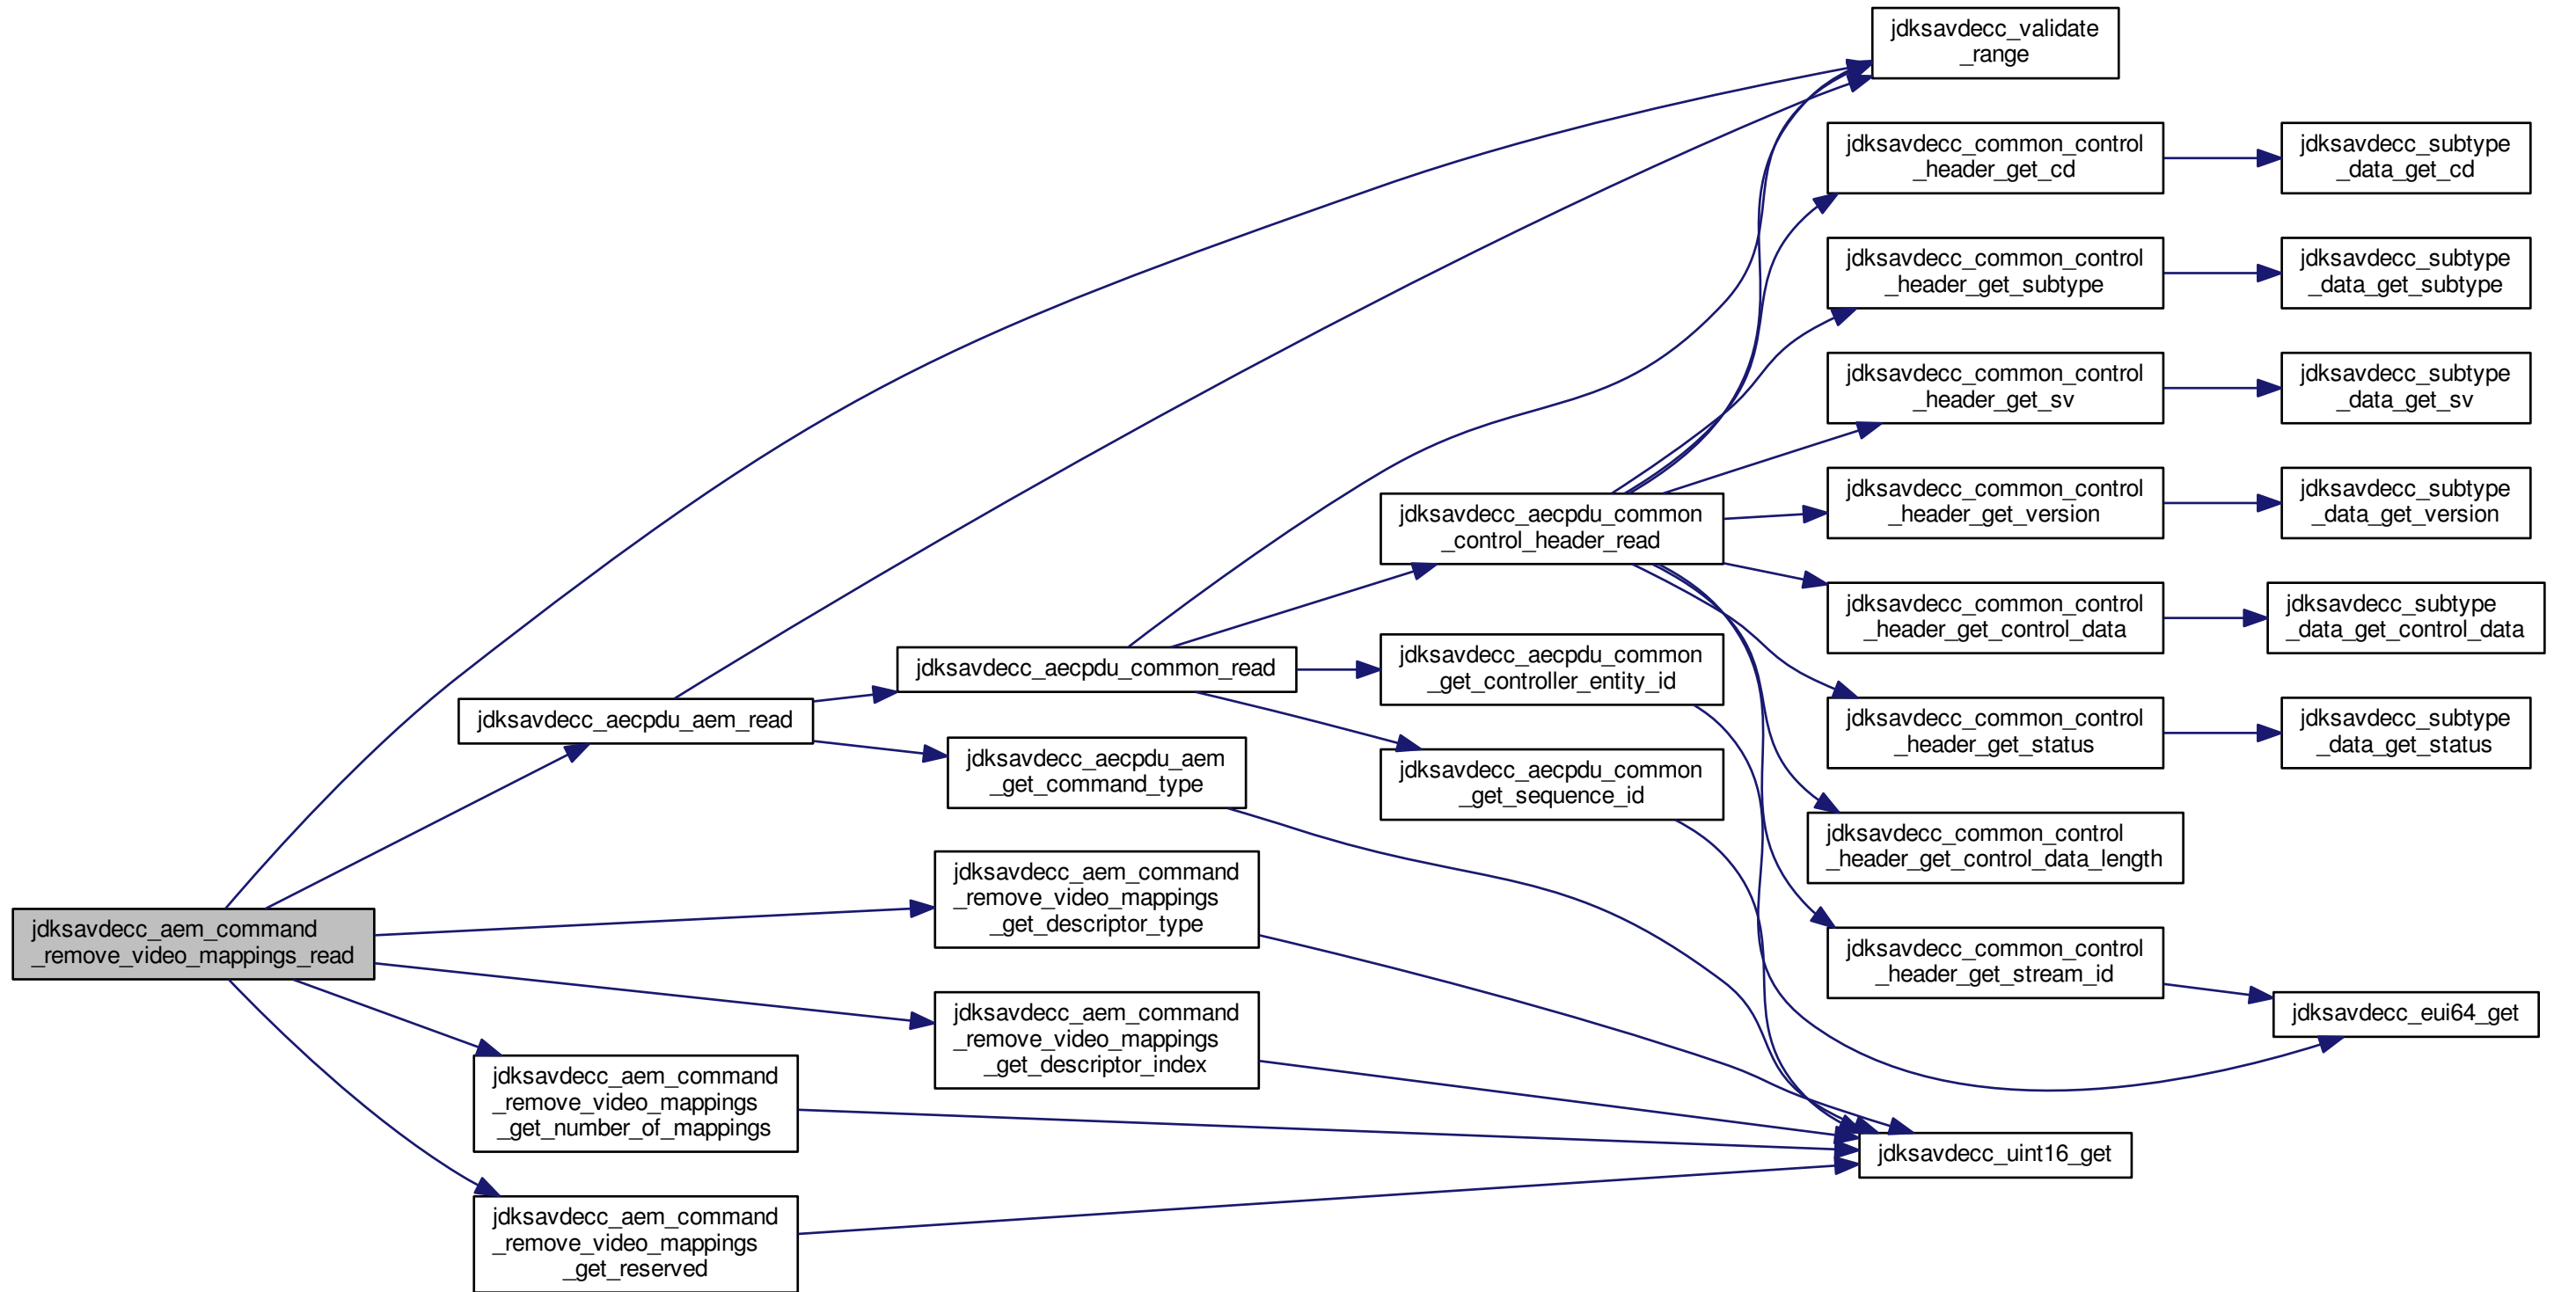 jdksavdecc_validate
_range
jdksavdecc_common_control
_header_get_cd
jdksavdecc_subtype
_data_get_cd
jdksavdecc_common_control
_header_get_subtype
jdksavdecc_subtype
_data_get_subtype
jdksavdecc_common_control
_header_get_sv
jdksavdecc_subtype
_data_get_sv
jdksavdecc_aecpdu_common
_control_header_read
jdksavdecc_common_control
_header_get_version
jdksavdecc_subtype
_data_get_version
jdksavdecc_common_control
_header_get_control_data
jdksavdecc_subtype
_data_get_control_data
jdksavdecc_aecpdu_common_read
jdksavdecc_aecpdu_common
_get_controller_entity_id
jdksavdecc_aecpdu_aem_read
jdksavdecc_common_control
_header_get_status
jdksavdecc_subtype
_data_get_status
jdksavdecc_aecpdu_aem
_get_command_type
jdksavdecc_aecpdu_common
_get_sequence_id
jdksavdecc_common_control
_header_get_control_data_length
jdksavdecc_aem_command
_remove_video_mappings
_get_descriptor_type
jdksavdecc_aem_command
_remove_video_mappings_read
jdksavdecc_common_control
_header_get_stream_id
jdksavdecc_eui64_get
jdksavdecc_aem_command
_remove_video_mappings
_get_descriptor_index
jdksavdecc_aem_command
_remove_video_mappings
_get_number_of_mappings
jdksavdecc_uint16_get
jdksavdecc_aem_command
_remove_video_mappings
_get_reserved